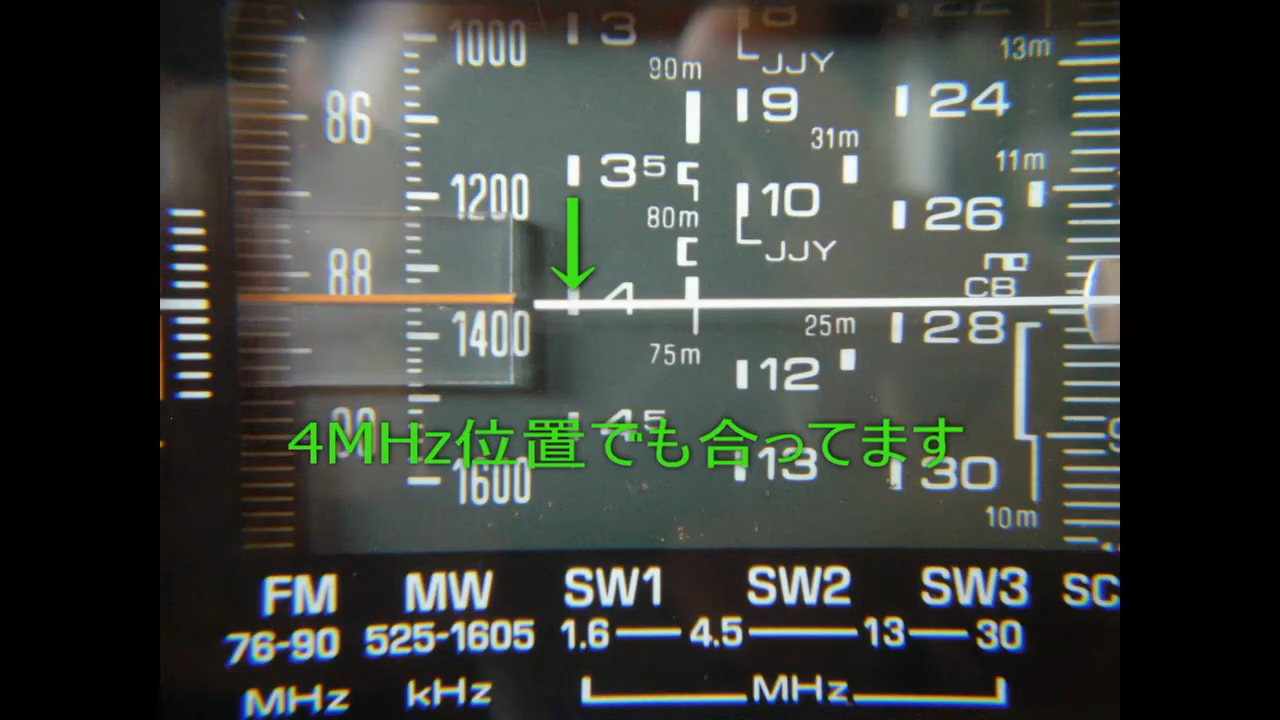 22
1000 3 8 13m
90m JJY
86 9 24
31m
3⁵ 11m
1200 10 26
80m
JJY
88 4 CB
1400 25m 28
75m 12
90 4⁵
4MHz位置でも合ってます
1600 13 30
10m
FM MW SW1 SW2 SW3 SC
76-90 525-1605 1.6 4.5 13 30
MHz kHz MHz